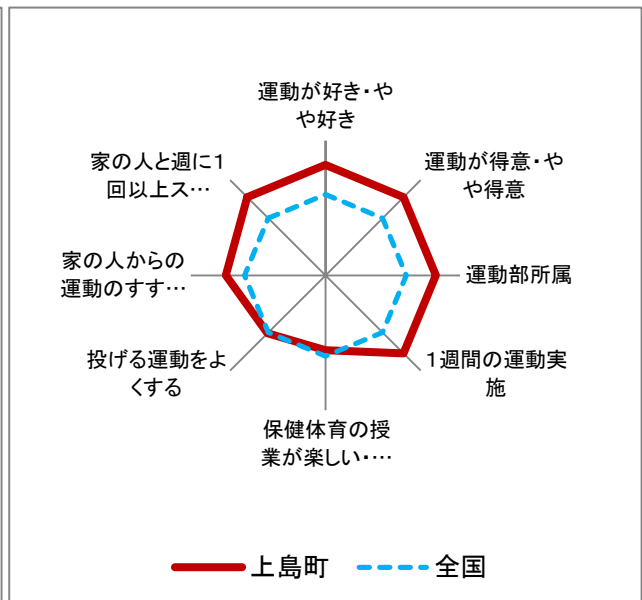 運動が好き・や
や好き
運動が得意・や
や得意
運動部所属
1週間の運動実
施
保健体育の授
業が楽しい・…
投げる運動をよ
くする
家の人からの
運動のすす…
家の人と週に1
回以上ス…
上島町
全国